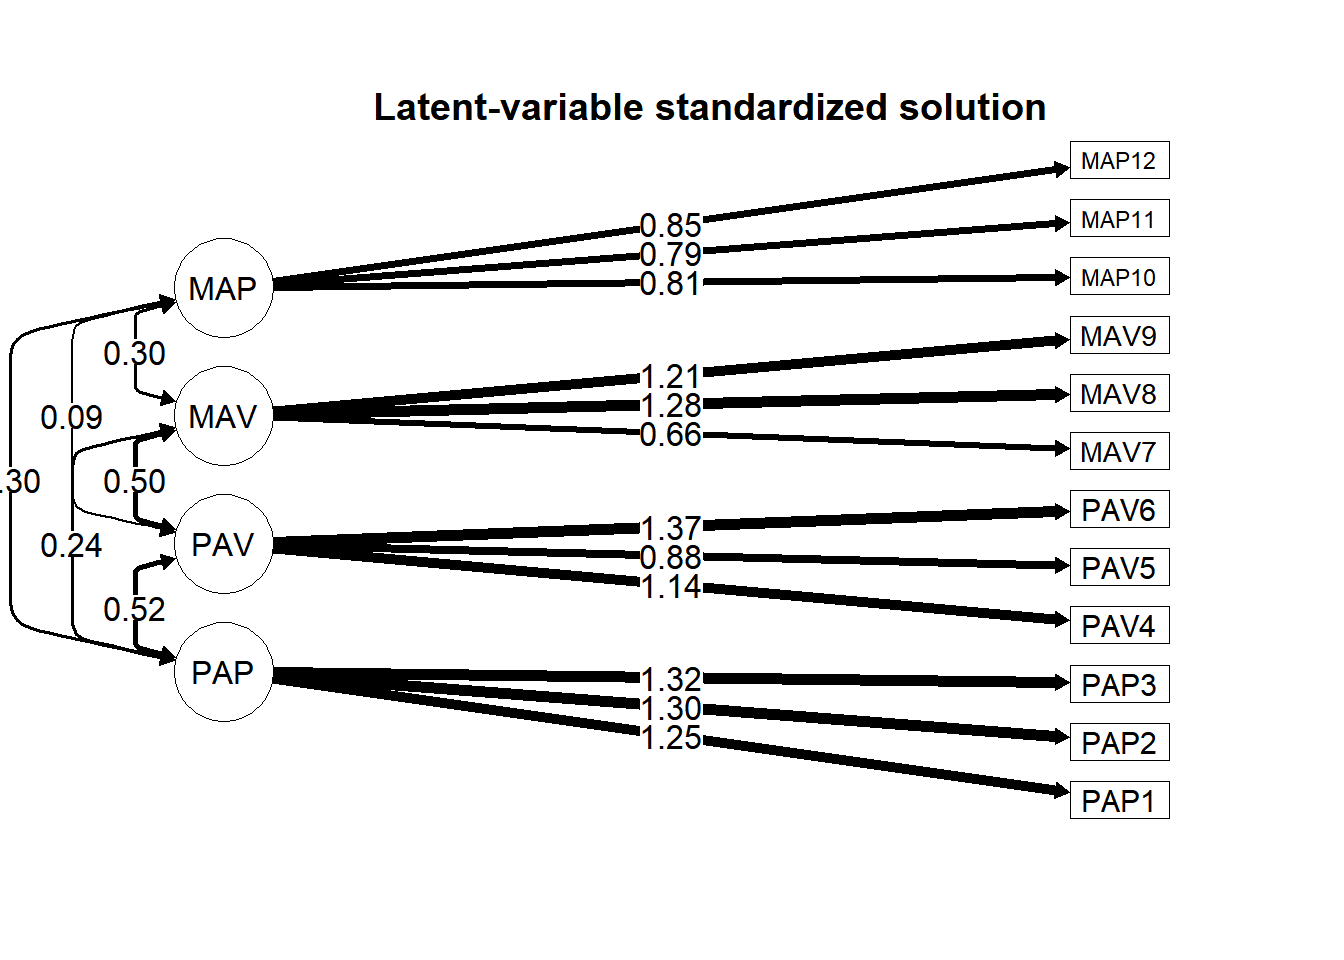 Latent-variable standardized solution
MAP12
0.85
MAP11
0.79
MAP
0.81
MAP10
0.30
MAV9
1.21
0.09
MAV
1.28
MAV8
0.66
MAV7
.30
0.50
1.37
PAV6
0.24
PAV
0.88
PAV5
1.14
0.52
PAV4
PAP
1.32
PAP3
1.30
PAP2
1.25
PAP1